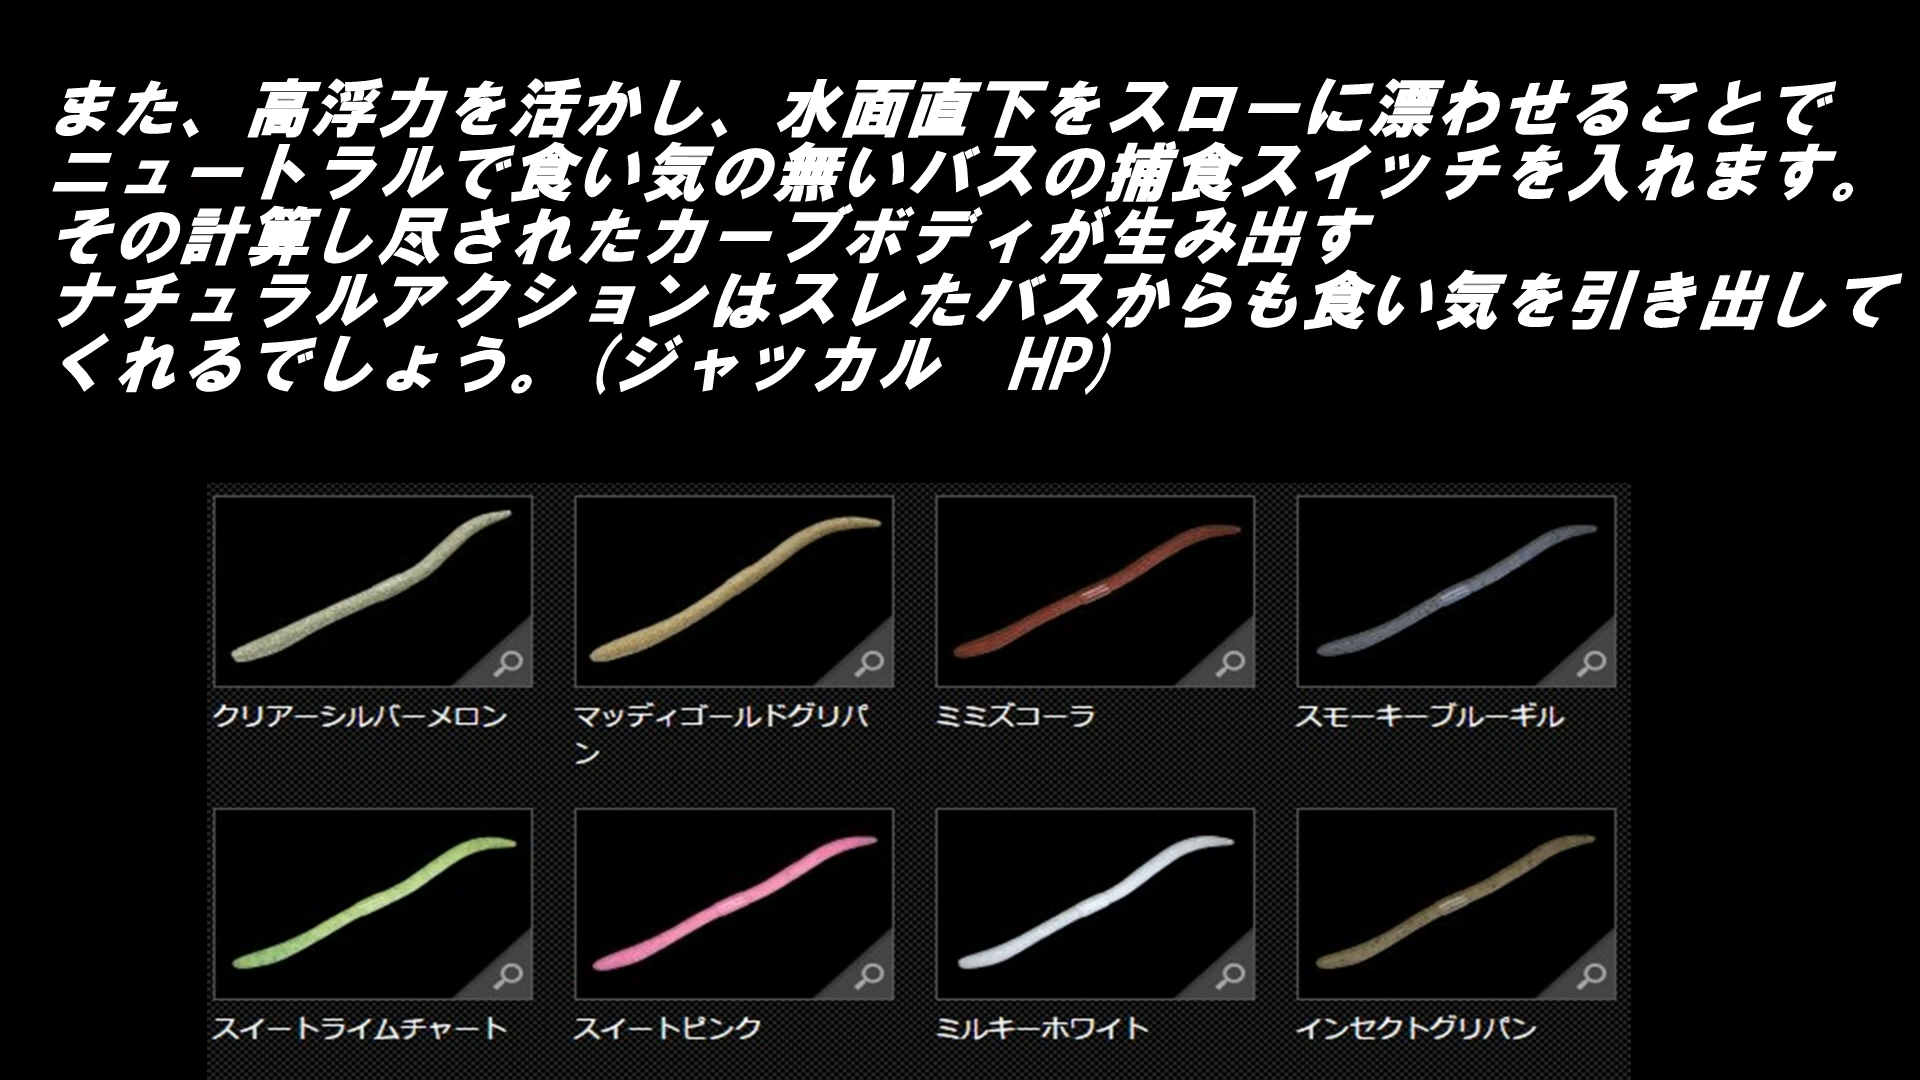 また、高浮力を活かし、水面直下をスローに漂わせることで
ニュートラルで食い気の無いバスの捕食スイッチを入れます。
その計算し尽されたカーブボディが生み出す
ナチュラルアクションはスレたバスからも食い気を引き出して
くれるでしょう。(ジャッカル　HP)
クリアーシルバーメロン
マッディゴールドグリパ
ン
ミミズコーラ
スモーキーブルーギル
スイートライムチャート
スイートピンク
ミルキーホワイト
インセクトグリパン